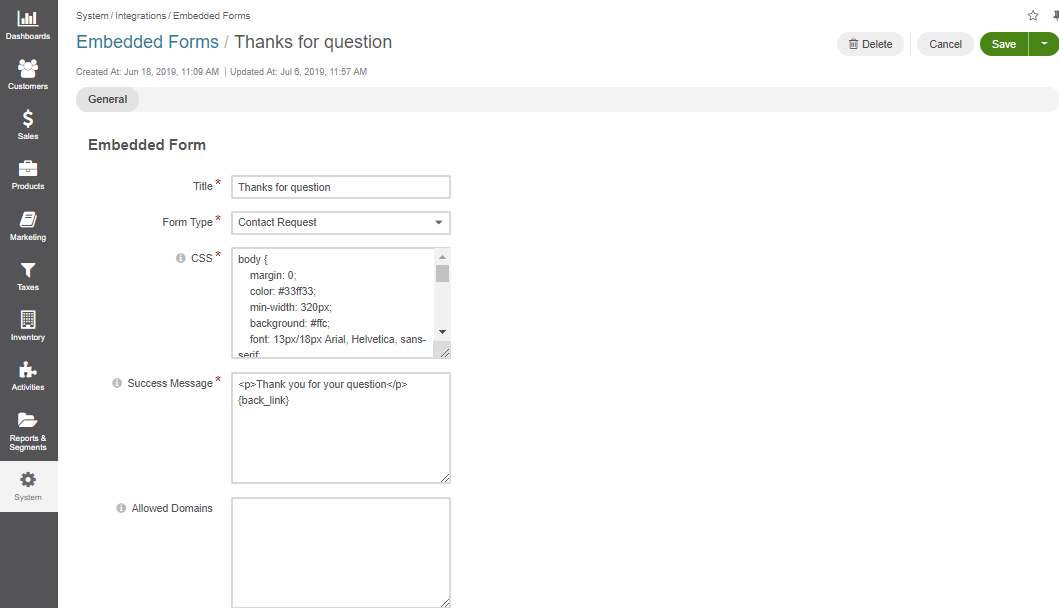 Dashboards
Customers
$
Sales
Products
Marketing
Taxes
Inventory
Activities
Reports &
Segments
System
System / Integrations / Embedded Forms
Embedded Forms / Thanks for question
Delete
Cancel
Save
Created At: Jun 18, 2019, 11:09 AM | Updated At: Jul 6, 2019, 11:57 AM
General
Embedded Form
Title *
Thanks for question
Form Type *
Contact Request
CSS *
body {
margin: 0;
color: #33ff33;
min-width: 320px;
background: #ffc;
font: 13px/18px Arial, Helvetica, sans-
serif;
Success Message *
<p>Thank you for your question</p>
{back_link}
Allowed Domains